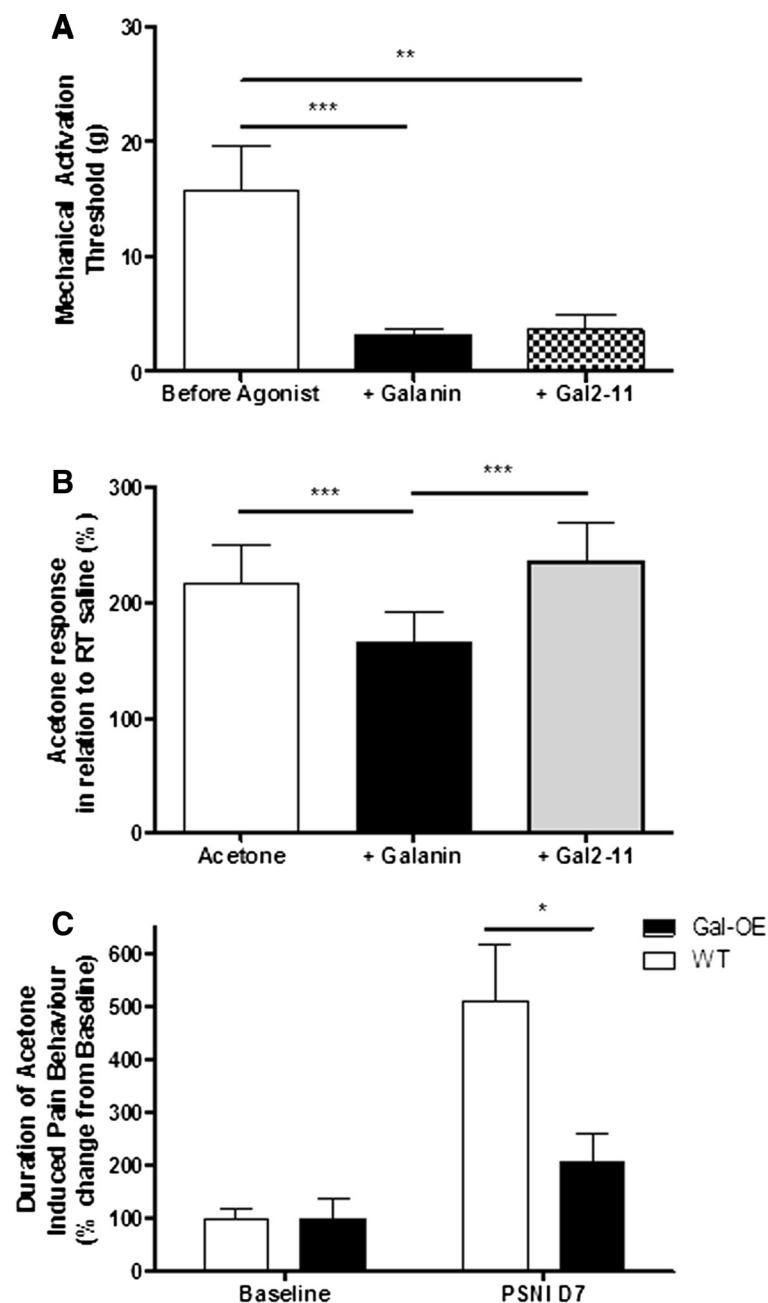 A
Mechanical Activation
Threshold (g)
30
20
10
0
**
***
Before Agonist
+ Galanin
+ Gal2-11
B
Acetone response
in relation to RT saline (%)
300
200
100
0
***
***
Acetone
+ Galanin
+ Gal2-11
C
Duration of Acetone
Induced Pain Behaviour
(% change from Baseline)
600
500
400
300
200
100
0
*
Gal-OE
WT
Baseline
PSNI D7